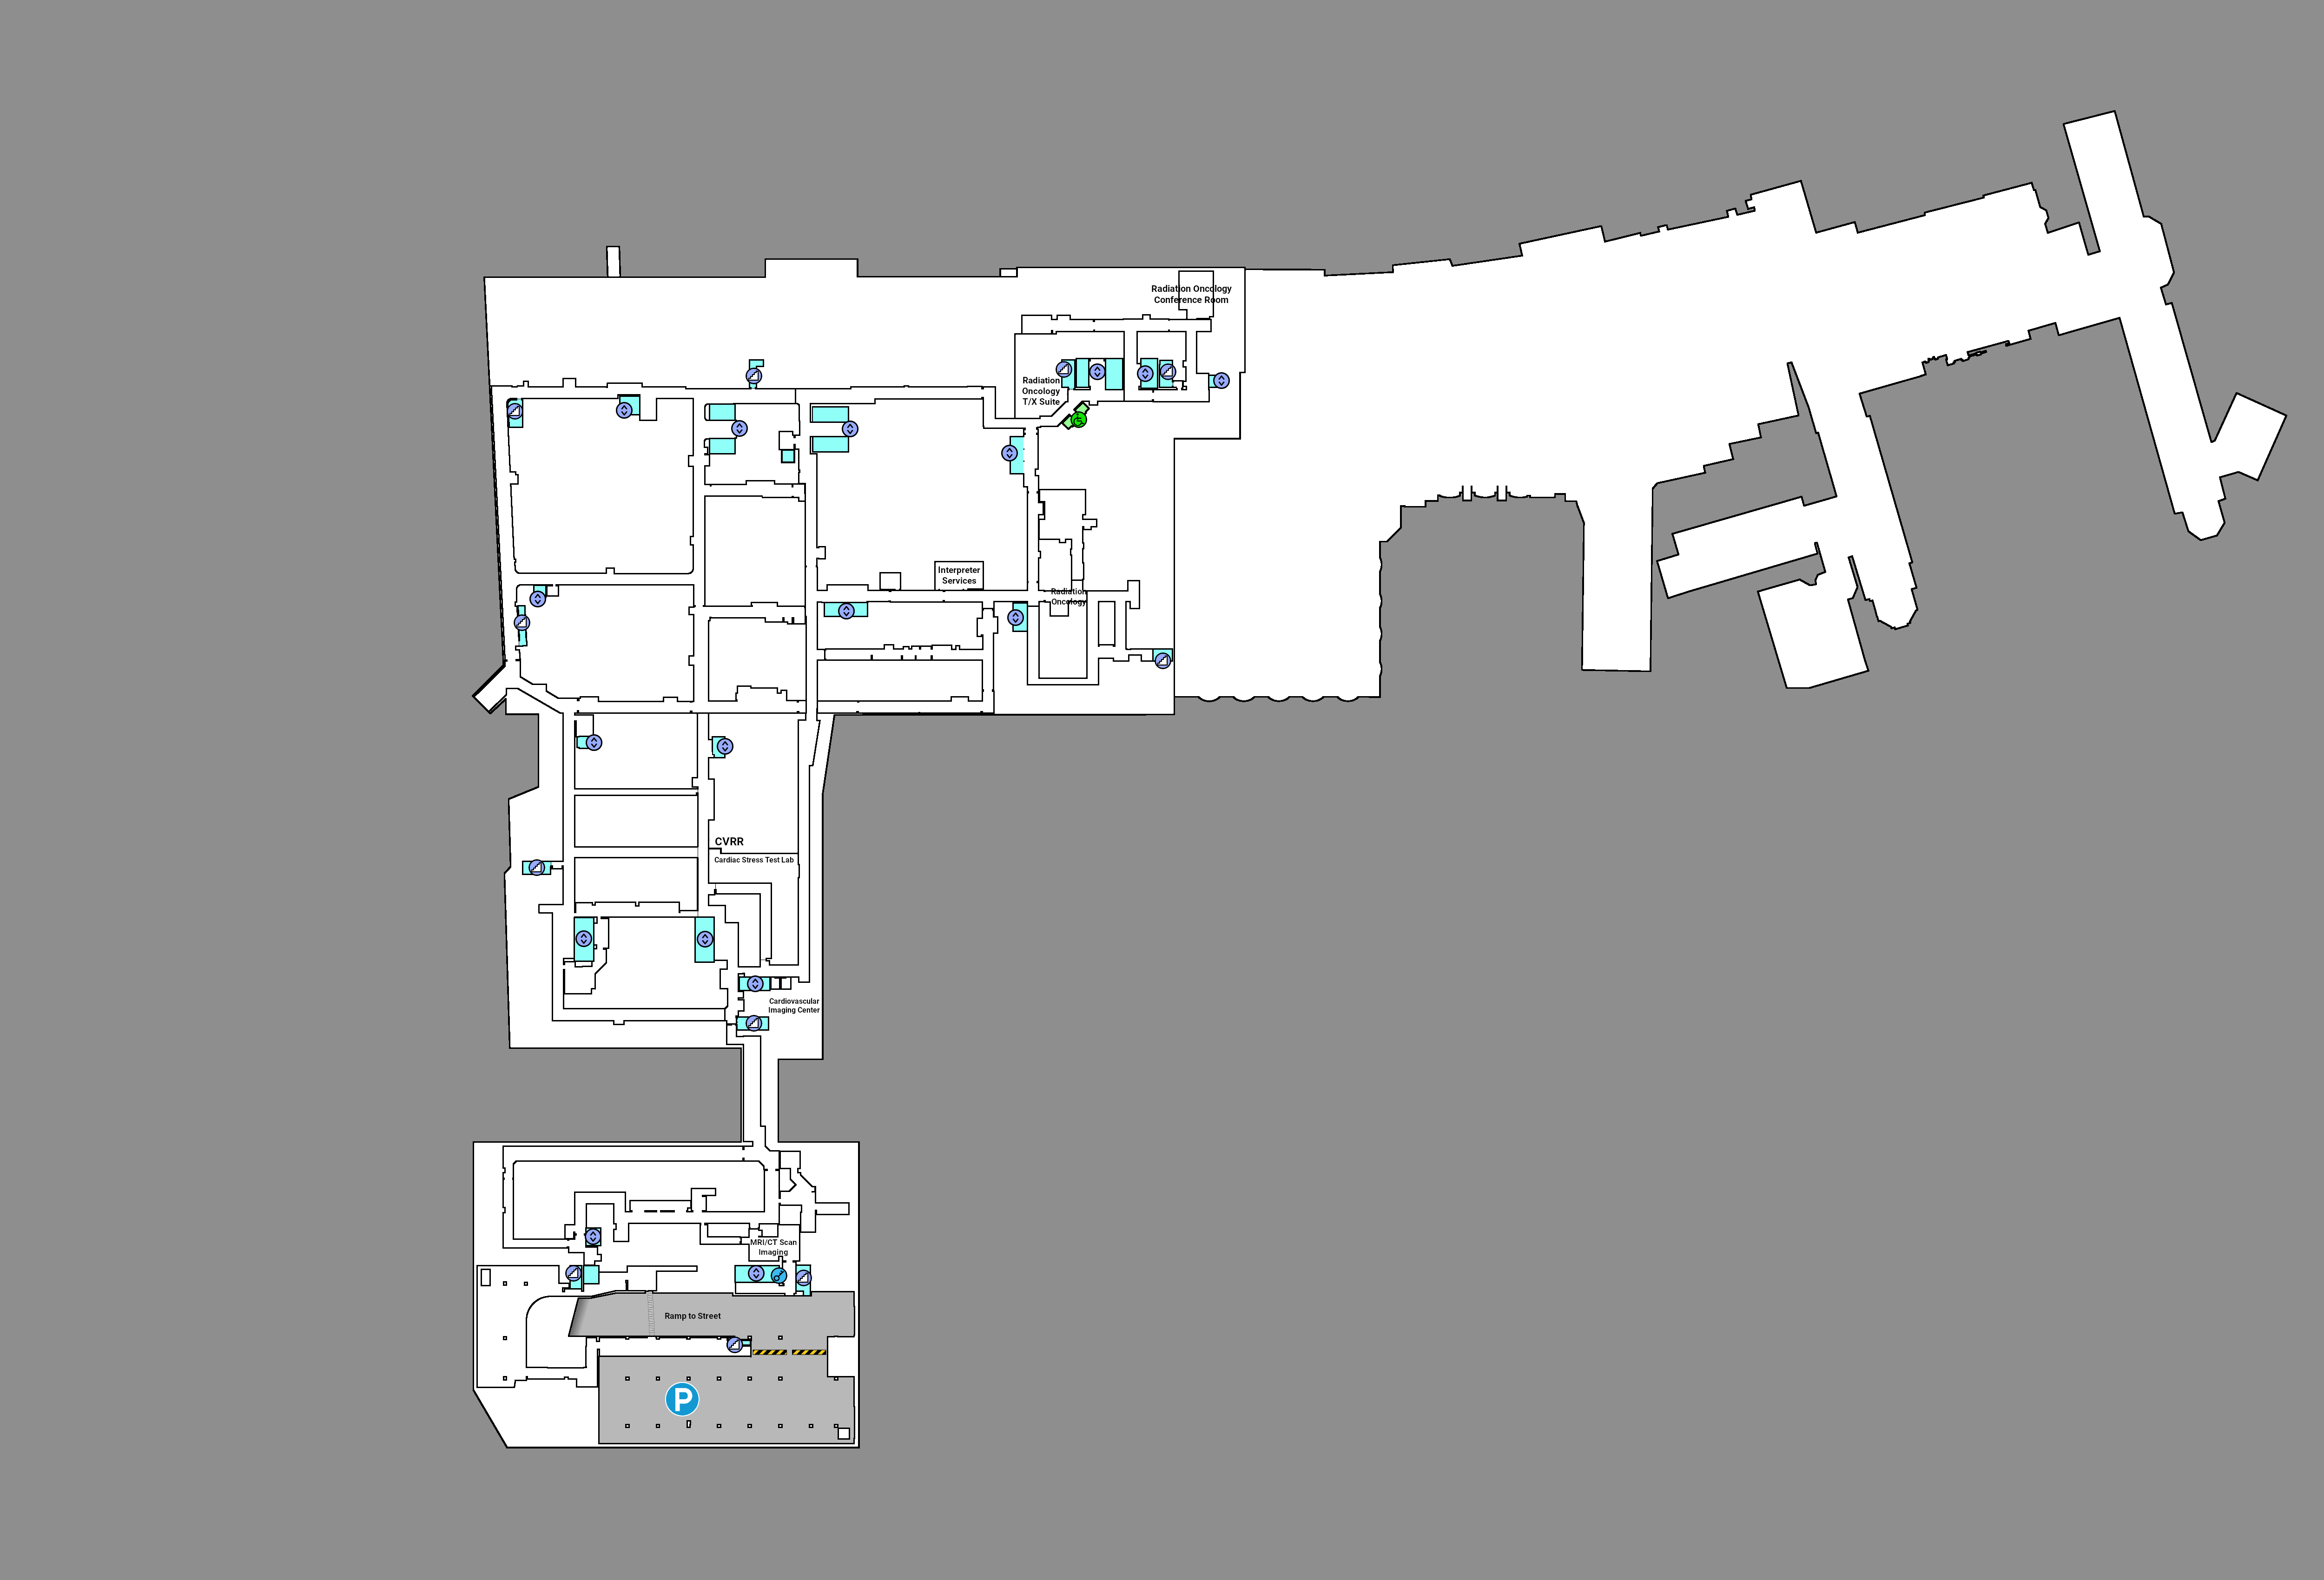 Radiation Oncology
Conference Room
Radiation
Oncology
T/X Suite
Interpreter
Services
Radiation
Oncology
CVRR
Cardiac Stress Test Lab
Cardiovascular
Imaging Center
MRI/CT Scan
Imaging
Ramp to Street
P